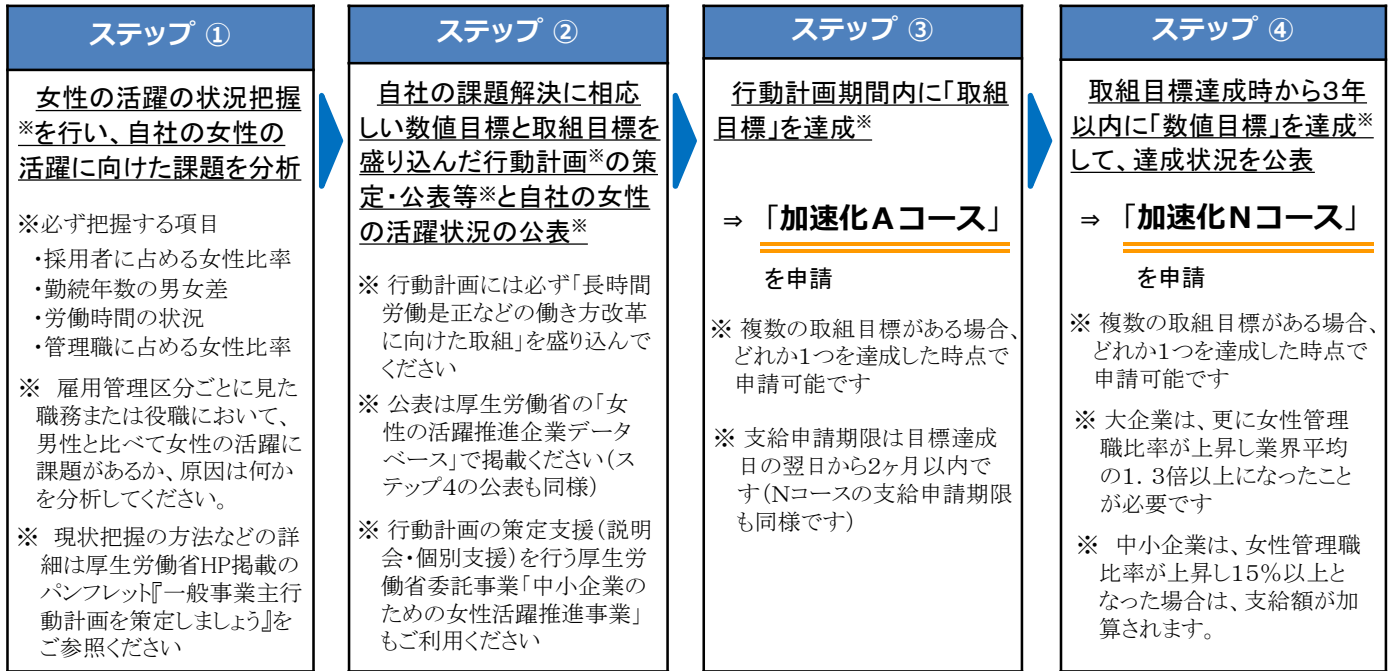 ステップ ①
女性の活躍の状況把握
※を行い、自社の女性の
活躍に向けた課題を分析
※必ず把握する項目
・採用者に占める女性比率
・勤続年数の男女差
・労働時間の状況
・管理職に占める女性比率
※ 雇用管理区分ごとに見た
職務または役職において、
男性と比べて女性の活躍に
課題があるか、原因は何か
を分析してください。
※ 現状把握の方法などの詳
細は厚生労働省HP掲載の
パンフレット『一般事業主行
動計画を策定しましょう』を
ご参照ください
ステップ ②
自社の課題解決に相応
しい数値目標と取組目標を
盛り込んだ行動計画※の策
定・公表等※と自社の女性
の活躍状況の公表※
※ 行動計画には必ず「長時間
労働是正などの働き方改革
に向けた取組」を盛り込んで
ください
※ 公表は厚生労働省の「女
性の活躍推進企業データ
ベース」で掲載ください(ス
テップ4の公表も同様)
※ 行動計画の策定支援(説明
会・個別支援)を行う厚生労
働省委託事業「中小企業の
ための女性活躍推進事業」
もご利用ください
ステップ ③
行動計画期間内に「取組
目標」を達成※
⇒ 「加速化Aコース」
を申請
※ 複数の取組目標がある場合、
どれか1つを達成した時点で
申請可能です
※ 支給申請期限は目標達成
日の翌日から2ヶ月以内で
す(Nコースの支給申請期限
も同様です)
ステップ ④
取組目標達成時から3年
以内に「数値目標」を達成※
して、達成状況を公表
⇒ 「加速化Nコース」
を申請
※ 複数の取組目標がある場合、
どれか1つを達成した時点で
申請可能です
※ 大企業は、更に女性管理
職比率が上昇し業界平均
の1.3倍以上になったこと
が必要です
※ 中小企業は、女性管理職
比率が上昇し15%以上と
なった場合は、支給額が加
算されます。